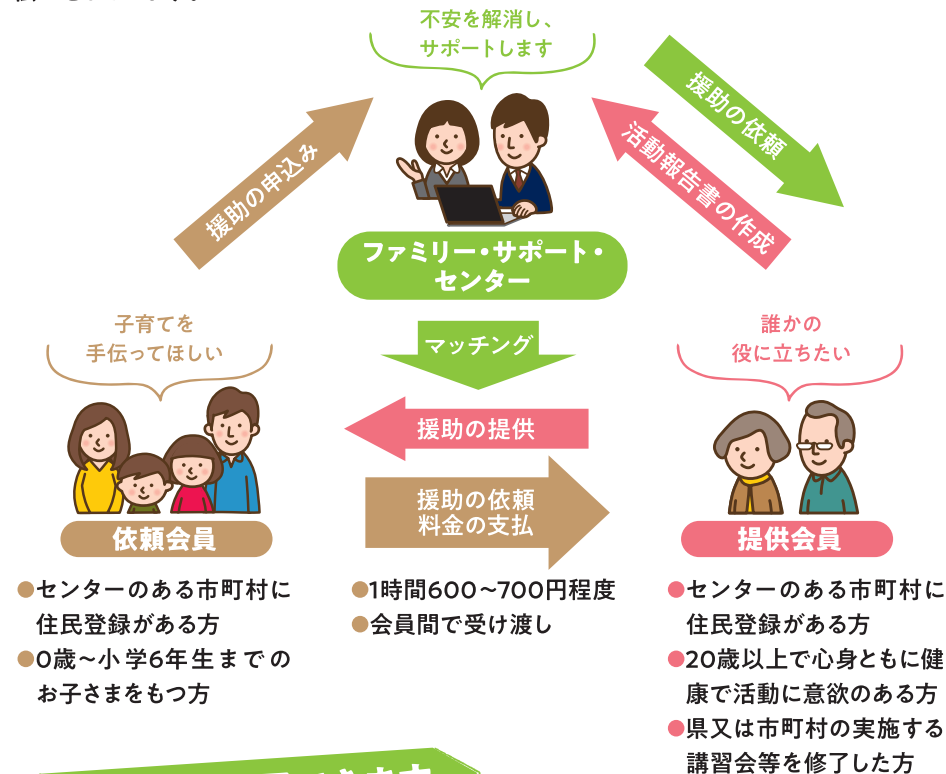 不安を解消し、
サポートします
援助の申込み
援助の依頼
活動報告書の作成
ファミリー・サポート・
センター
子育てを
手伝ってほしい
マッチング
誰かの
役に立ちたい
援助の提供
援助の依頼
料金の支払
依頼会員
提供会員
●センターのある市町村に
住民登録がある方
●0歳~小学6年生までの
お子さまをもつ方
●1時間600~700円程度
●会員間で受け渡し
●センターのある市町村に
住民登録がある方
●20歳以上で心身ともに健
康で活動に意欲のある方
●県又は市町村の実施する
講習会等を修了した方